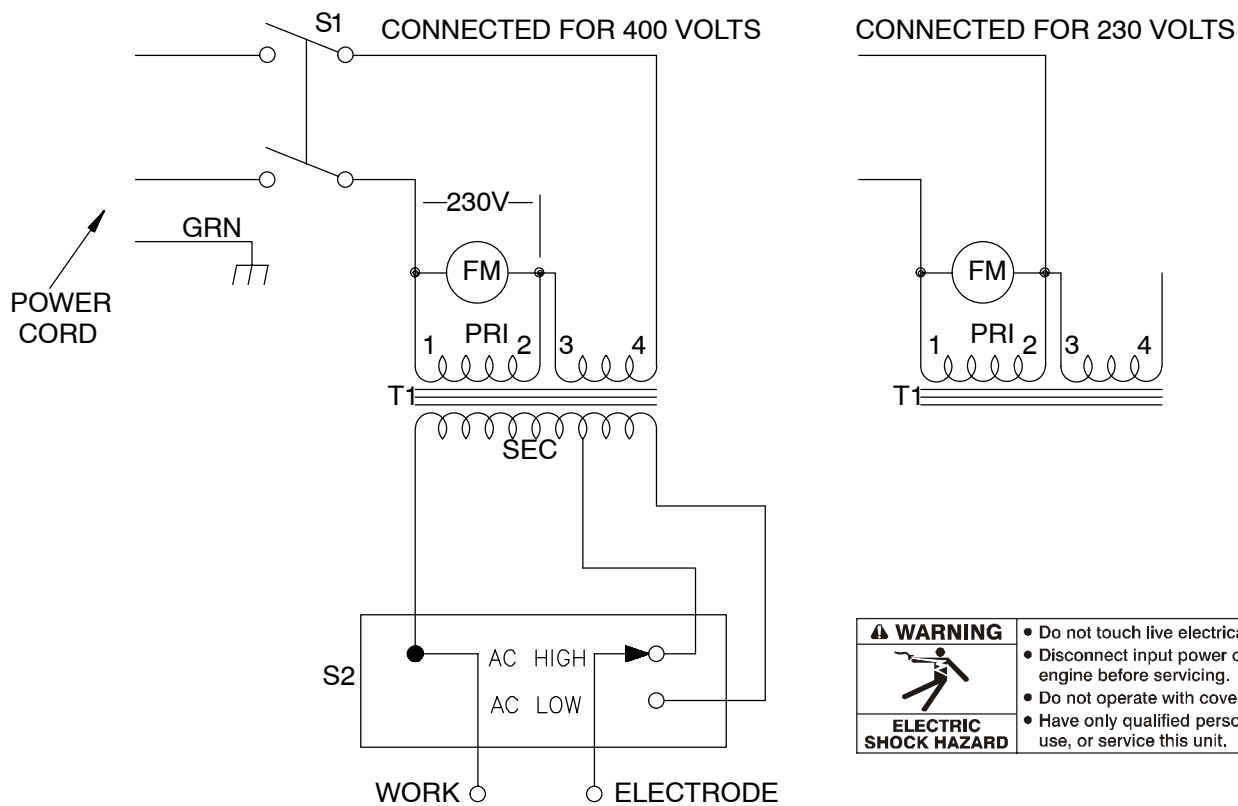 S1
CONNECTED FOR 400 VOLTS
CONNECTED FOR 230 VOLTS
230V
GRN
FM
FM
POWER
CORD
1 PRI 2 3 4
1 PRI 2 3 4
T1
T1
SEC
S2
AC HIGH
AC LOW
WORK
ELECTRODE
WARNING
ELECTRIC
SHOCK HAZARD
• Do not touch live electrica
• Disconnect input power o
engine before servicing.
• Do not operate with cove
• Have only qualified perso
use, or service this unit.